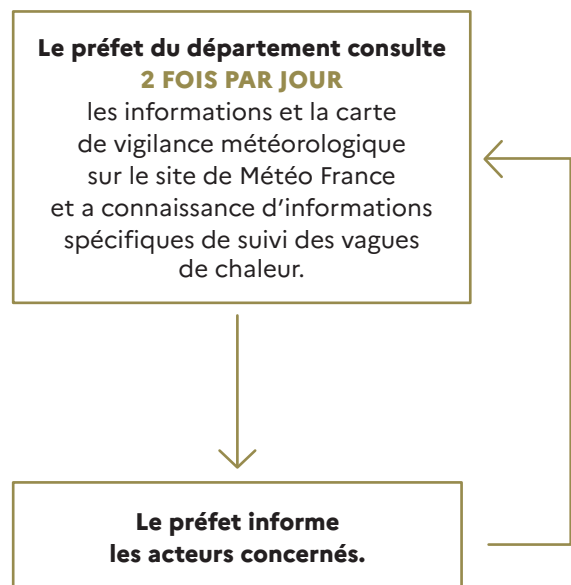 Le préfet du département consulte
2 FOIS PAR JOUR
les informations et la carte
de vigilance météorologique
sur le site de Météo France
et a connaissance d’informations
spécifiques de suivi des vagues
de chaleur.
Le préfet informe
les acteurs concernés.